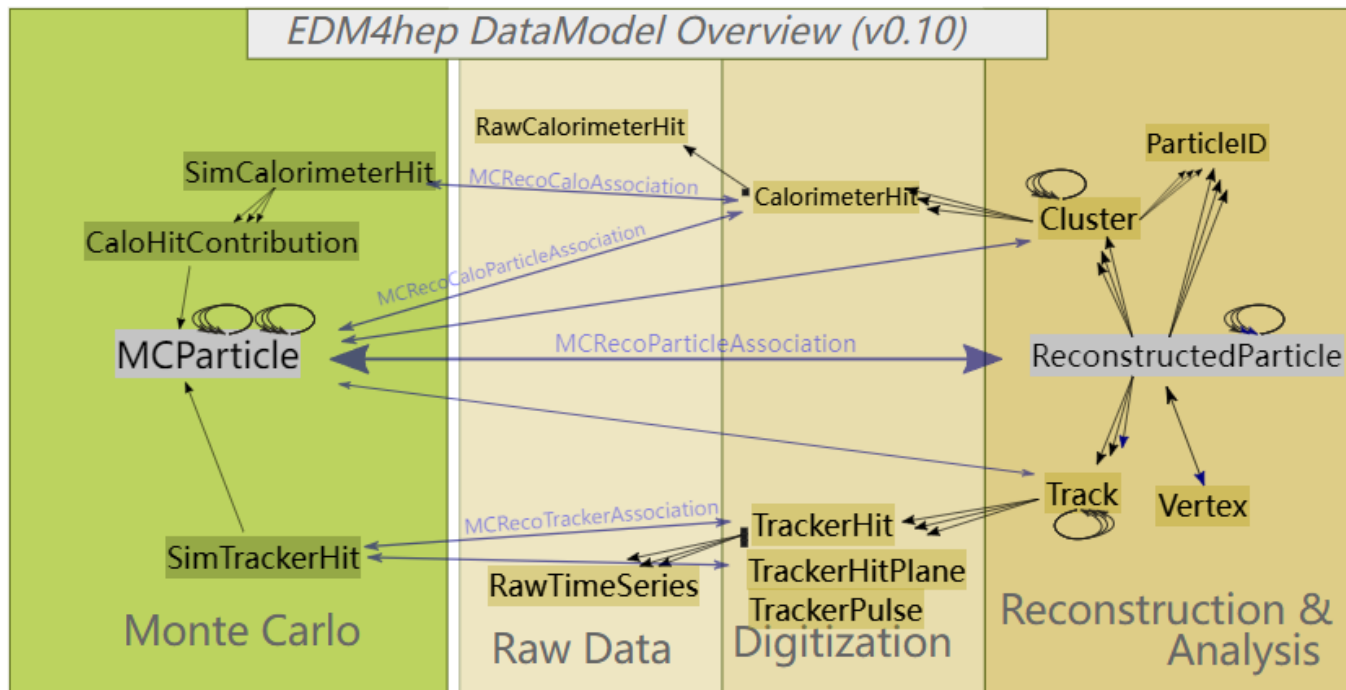 EDM4hep DataModel Overview (v0.10)
RawCalorimeterHit
ParticleID
SimCalorimeterHit
MCRecoCaloAssociation
CalorimeterHit
Cluster
CaloHitContribution
MCRecoCaloParticleAssociation
MCParticle
MCRecoParticleAssociation
ReconstructedParticle
Track
Vertex
MCRecoTrackerAssociation
TrackerHit
SimTrackerHit
RawTimeSeries
TrackerHitPlane
TrackerPulse
Monte Carlo
Raw Data
Digitization
Reconstruction &
Analysis